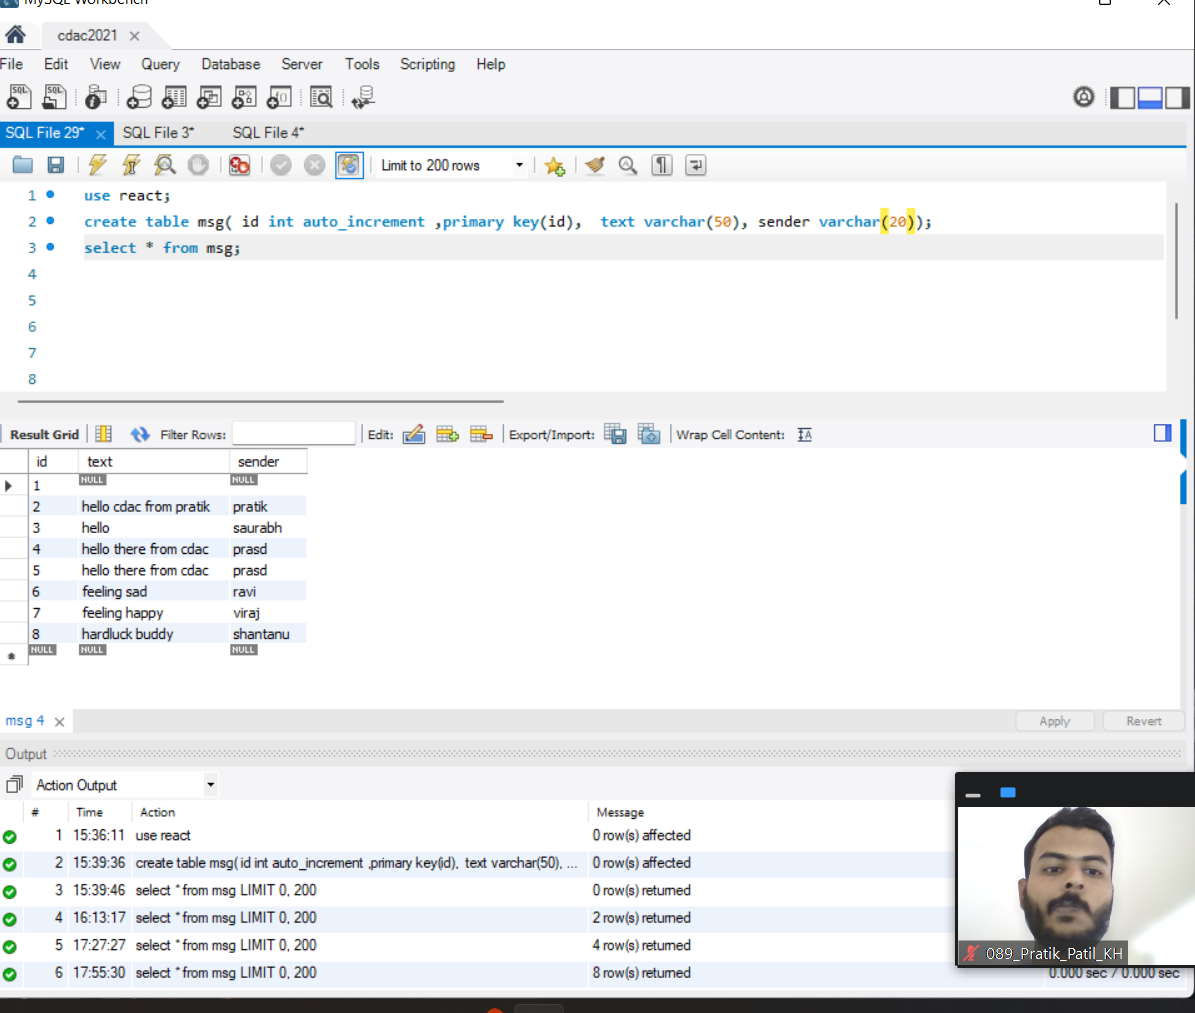 MySQL Workbench
cdac2021
File Edit View Query Database Server Tools Scripting Help
SQL File 29* SQL File 3* SQL File 4*
Limit to 200 rows
1 use react;
2 create table msg( id int auto_increment ,primary key(id),  text varchar(50), sender varchar(20));
3 select * from msg;
4
5
6
7
8
Result Grid Filter Rows: Edit: Export/Import: Wrap Cell Content:
id text sender
1 NULL NULL
2 hello cdac from pratik pratik
3 hello saurabh
4 hello there from cdac prasd
5 hello there from cdac prasd
6 feeling sad ravi
7 feeling happy viraj
8 hardluck buddy shantanu
NULL NULL NULL
msg 4 Apply Revert
Output
Action Output
# Time Action Message
1 15:36:11 use react 0 row(s) affected
2 15:39:36 create table msg( id int auto_increment ,primary key(id),  text varchar(50), ... 0 row(s) affected
3 15:39:46 select * from msg LIMIT 0, 200 0 row(s) returned
4 16:13:17 select * from msg LIMIT 0, 200 2 row(s) returned
5 17:27:27 select * from msg LIMIT 0, 200 4 row(s) returned
6 17:55:30 select * from msg LIMIT 0, 200 8 row(s) returned 0.000 sec / 0.000 sec
089_Pratik_Patil_KH